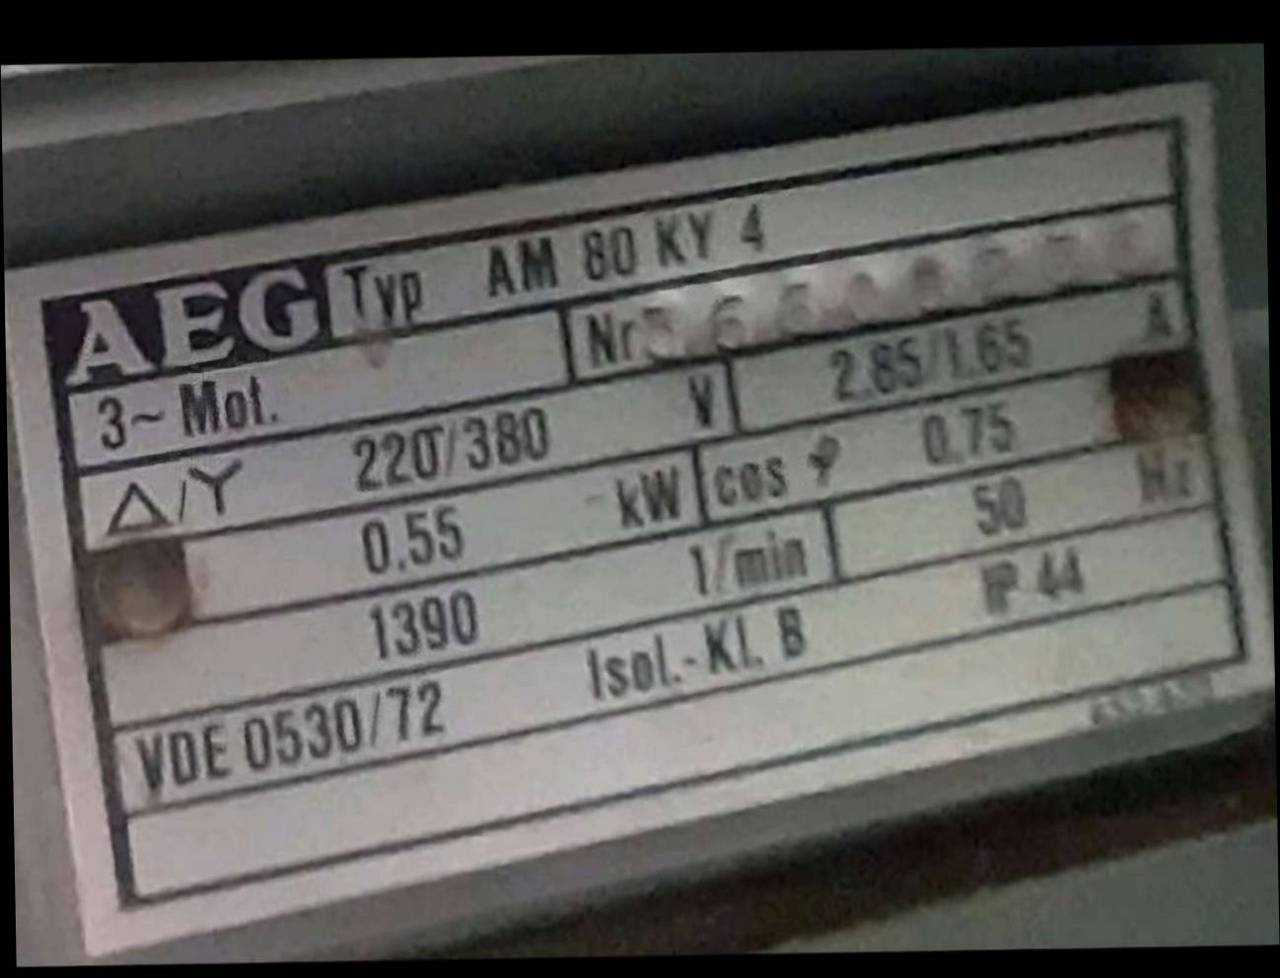 AEG Typ AM 80 KY 4
3~ Mot. Nr
Δ/Y 220/380 V 2.85/1.65 A
0.55 kW cos φ 0.75
1390 1/min 50 Hz
VDE 0530/72 Isol.-Kl. B IP 44